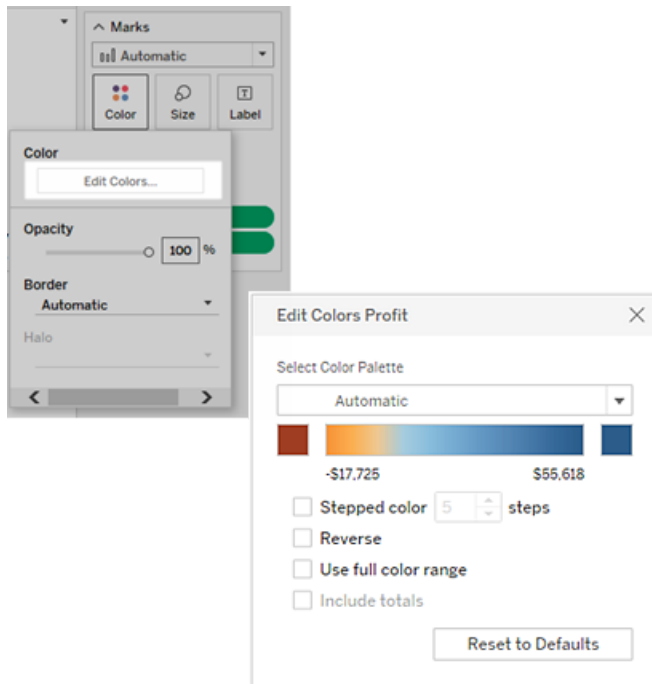 Marks
Automatic
Color Size Label
Color
Edit Colors...
Opacity
100 %
Border
Automatic
Halo
Edit Colors Profit
Select Color Palette
Automatic
-$17,725 $55,618
Stepped color 5 steps
Reverse
Use full color range
Include totals
Reset to Defaults